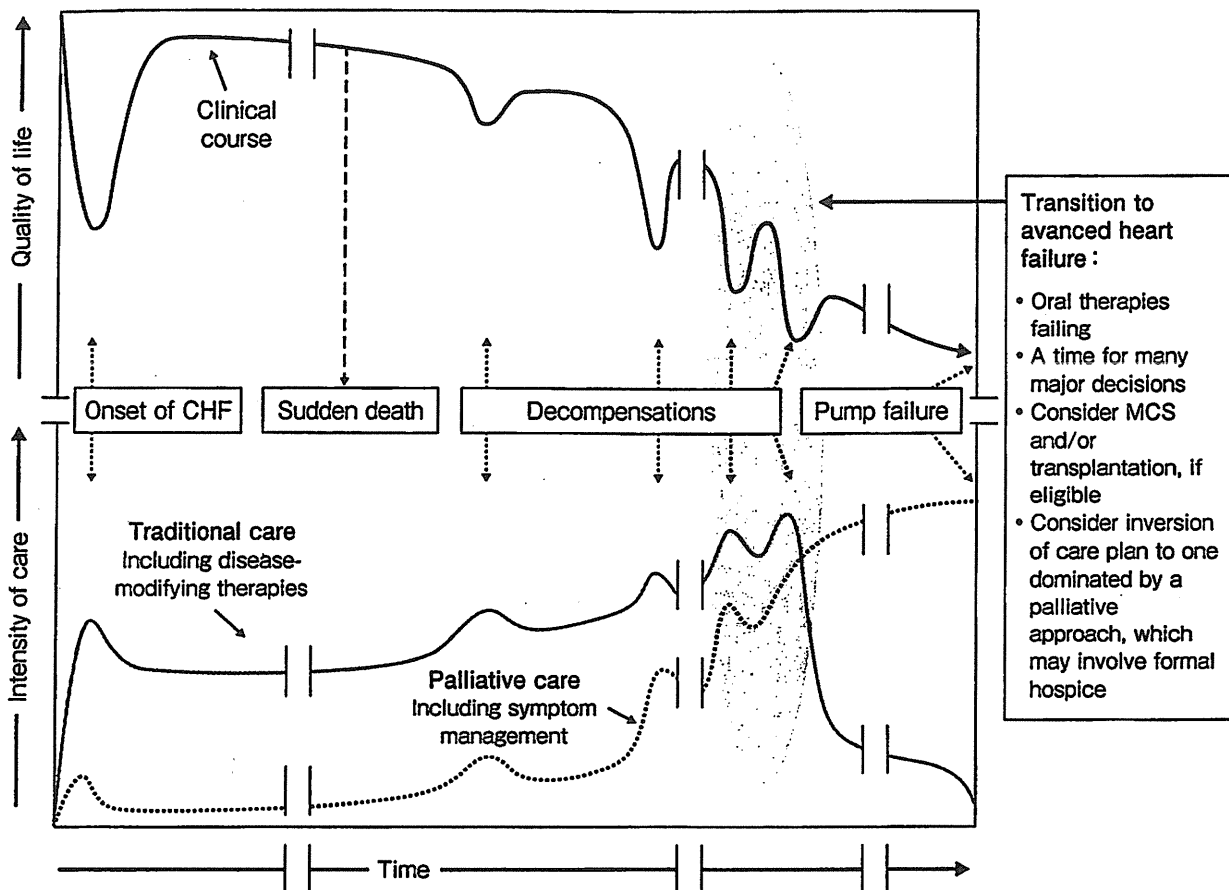 Quality of life
Clinical
course
Onset of CHF
Sudden death
Decompensations
Pump failure
Intensity of care
Traditional care
Including disease-
modifying therapies
Palliative care
Including symptom
management
Time
Transition to
avanced heart
failure :
• Oral therapies
failing
• A time for many
major decisions
• Consider MCS
and/or
transplantation, if
eligible
• Consider inversion
of care plan to one
dominated by a
palliative
approach, which
may involve formal
hospice